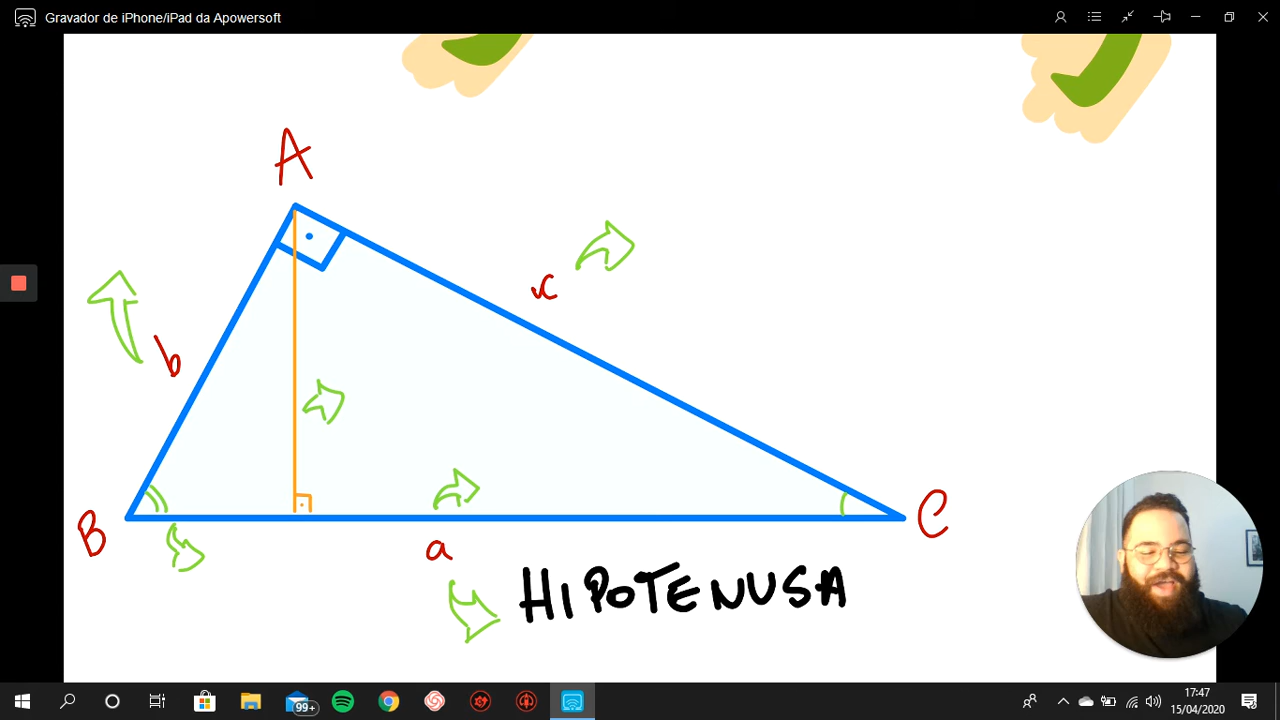 Gravador de iPhone/iPad da Apowersoft
A
c
b
B
C
a
HIPOTENUSA
99+
17:47
15/04/2020